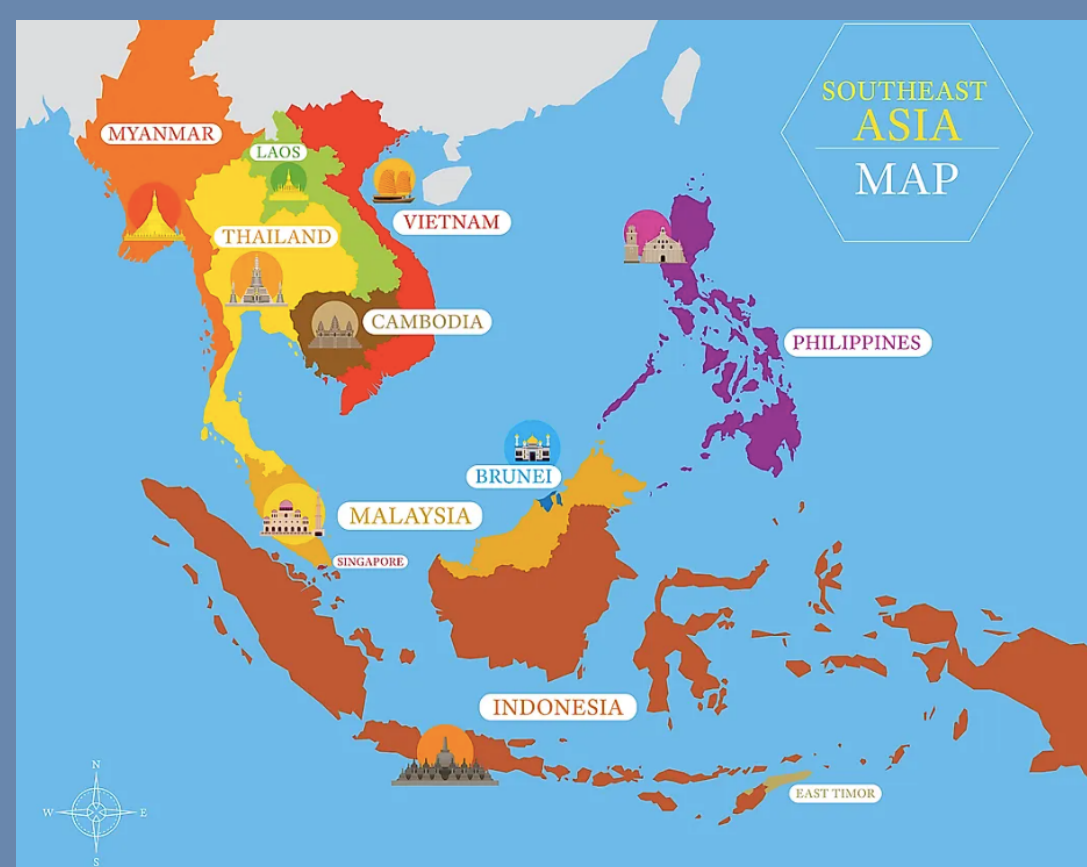 SOUTHEAST
ASIA
MAP
MYANMAR
LAOS
VIETNAM
THAILAND
CAMBODIA
PHILIPPINES
BRUNEI
MALAYSIA
SINGAPORE
INDONESIA
EAST TIMOR
N
W E
S